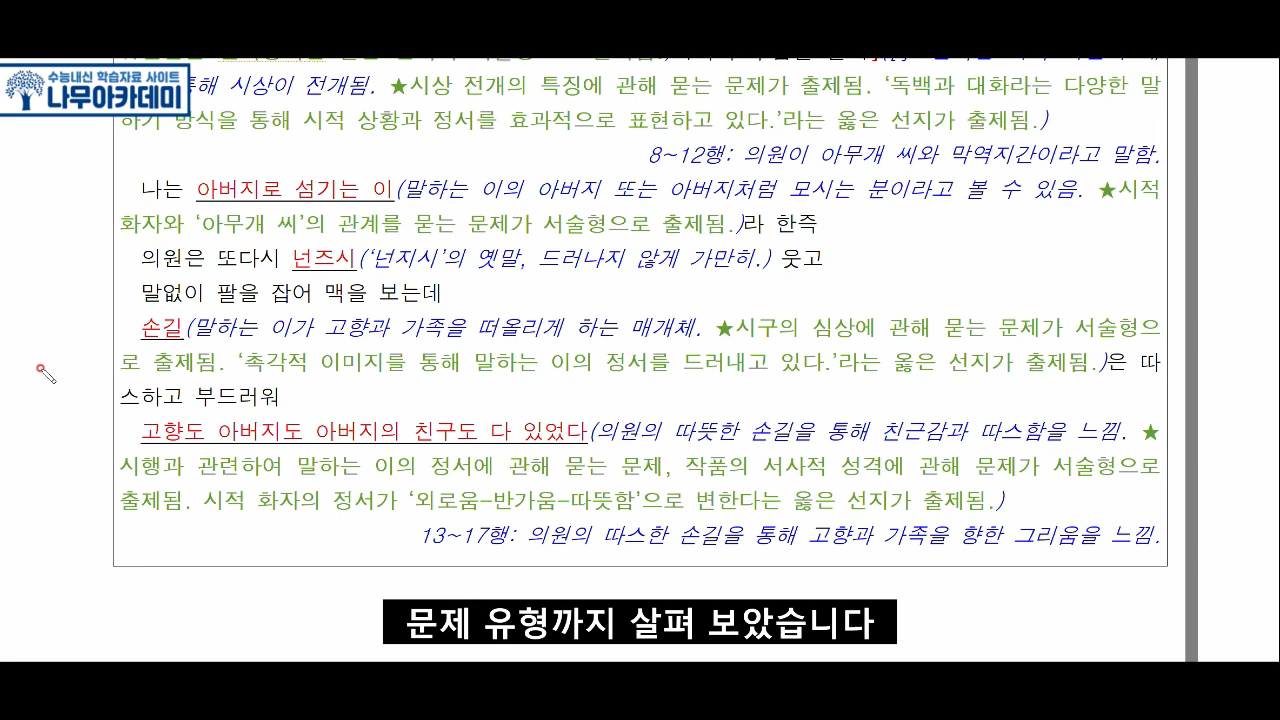 수능내신 학습자료 사이트
나무아카데미
통해 시상이 전개됨. ★시상 전개의 특징에 관해 묻는 문제가 출제됨. ‘독백과 대화라는 다양한 말
하기 방식을 통해 시적 상황과 정서를 효과적으로 표현하고 있다.’라는 옳은 선지가 출제됨.)
8~12행: 의원이 아무개 씨와 막역지간이라고 말함.
나는 아버지로 섬기는 이(말하는 이의 아버지 또는 아버지처럼 모시는 분이라고 볼 수 있음. ★시적
화자와 ‘아무개 씨’의 관계를 묻는 문제가 서술형으로 출제됨.)라 한즉
의원은 또다시 넌즈시(‘넌지시’의 옛말, 드러나지 않게 가만히.) 웃고
말없이 팔을 잡어 맥을 보는데
손길(말하는 이가 고향과 가족을 떠올리게 하는 매개체. ★시구의 심상에 관해 묻는 문제가 서술형으
로 출제됨. ‘촉각적 이미지를 통해 말하는 이의 정서를 드러내고 있다.’라는 옳은 선지가 출제됨.)은 따
스하고 부드러워
고향도 아버지도 아버지의 친구도 다 있었다(의원의 따뜻한 손길을 통해 친근감과 따스함을 느낌. ★
시행과 관련하여 말하는 이의 정서에 관해 묻는 문제, 작품의 서사적 성격에 관해 문제가 서술형으로
출제됨. 시적 화자의 정서가 ‘외로움-반가움-따뜻함’으로 변한다는 옳은 선지가 출제됨.)
13~17행: 의원의 따스한 손길을 통해 고향과 가족을 향한 그리움을 느낌.
문제 유형까지 살펴 보았습니다